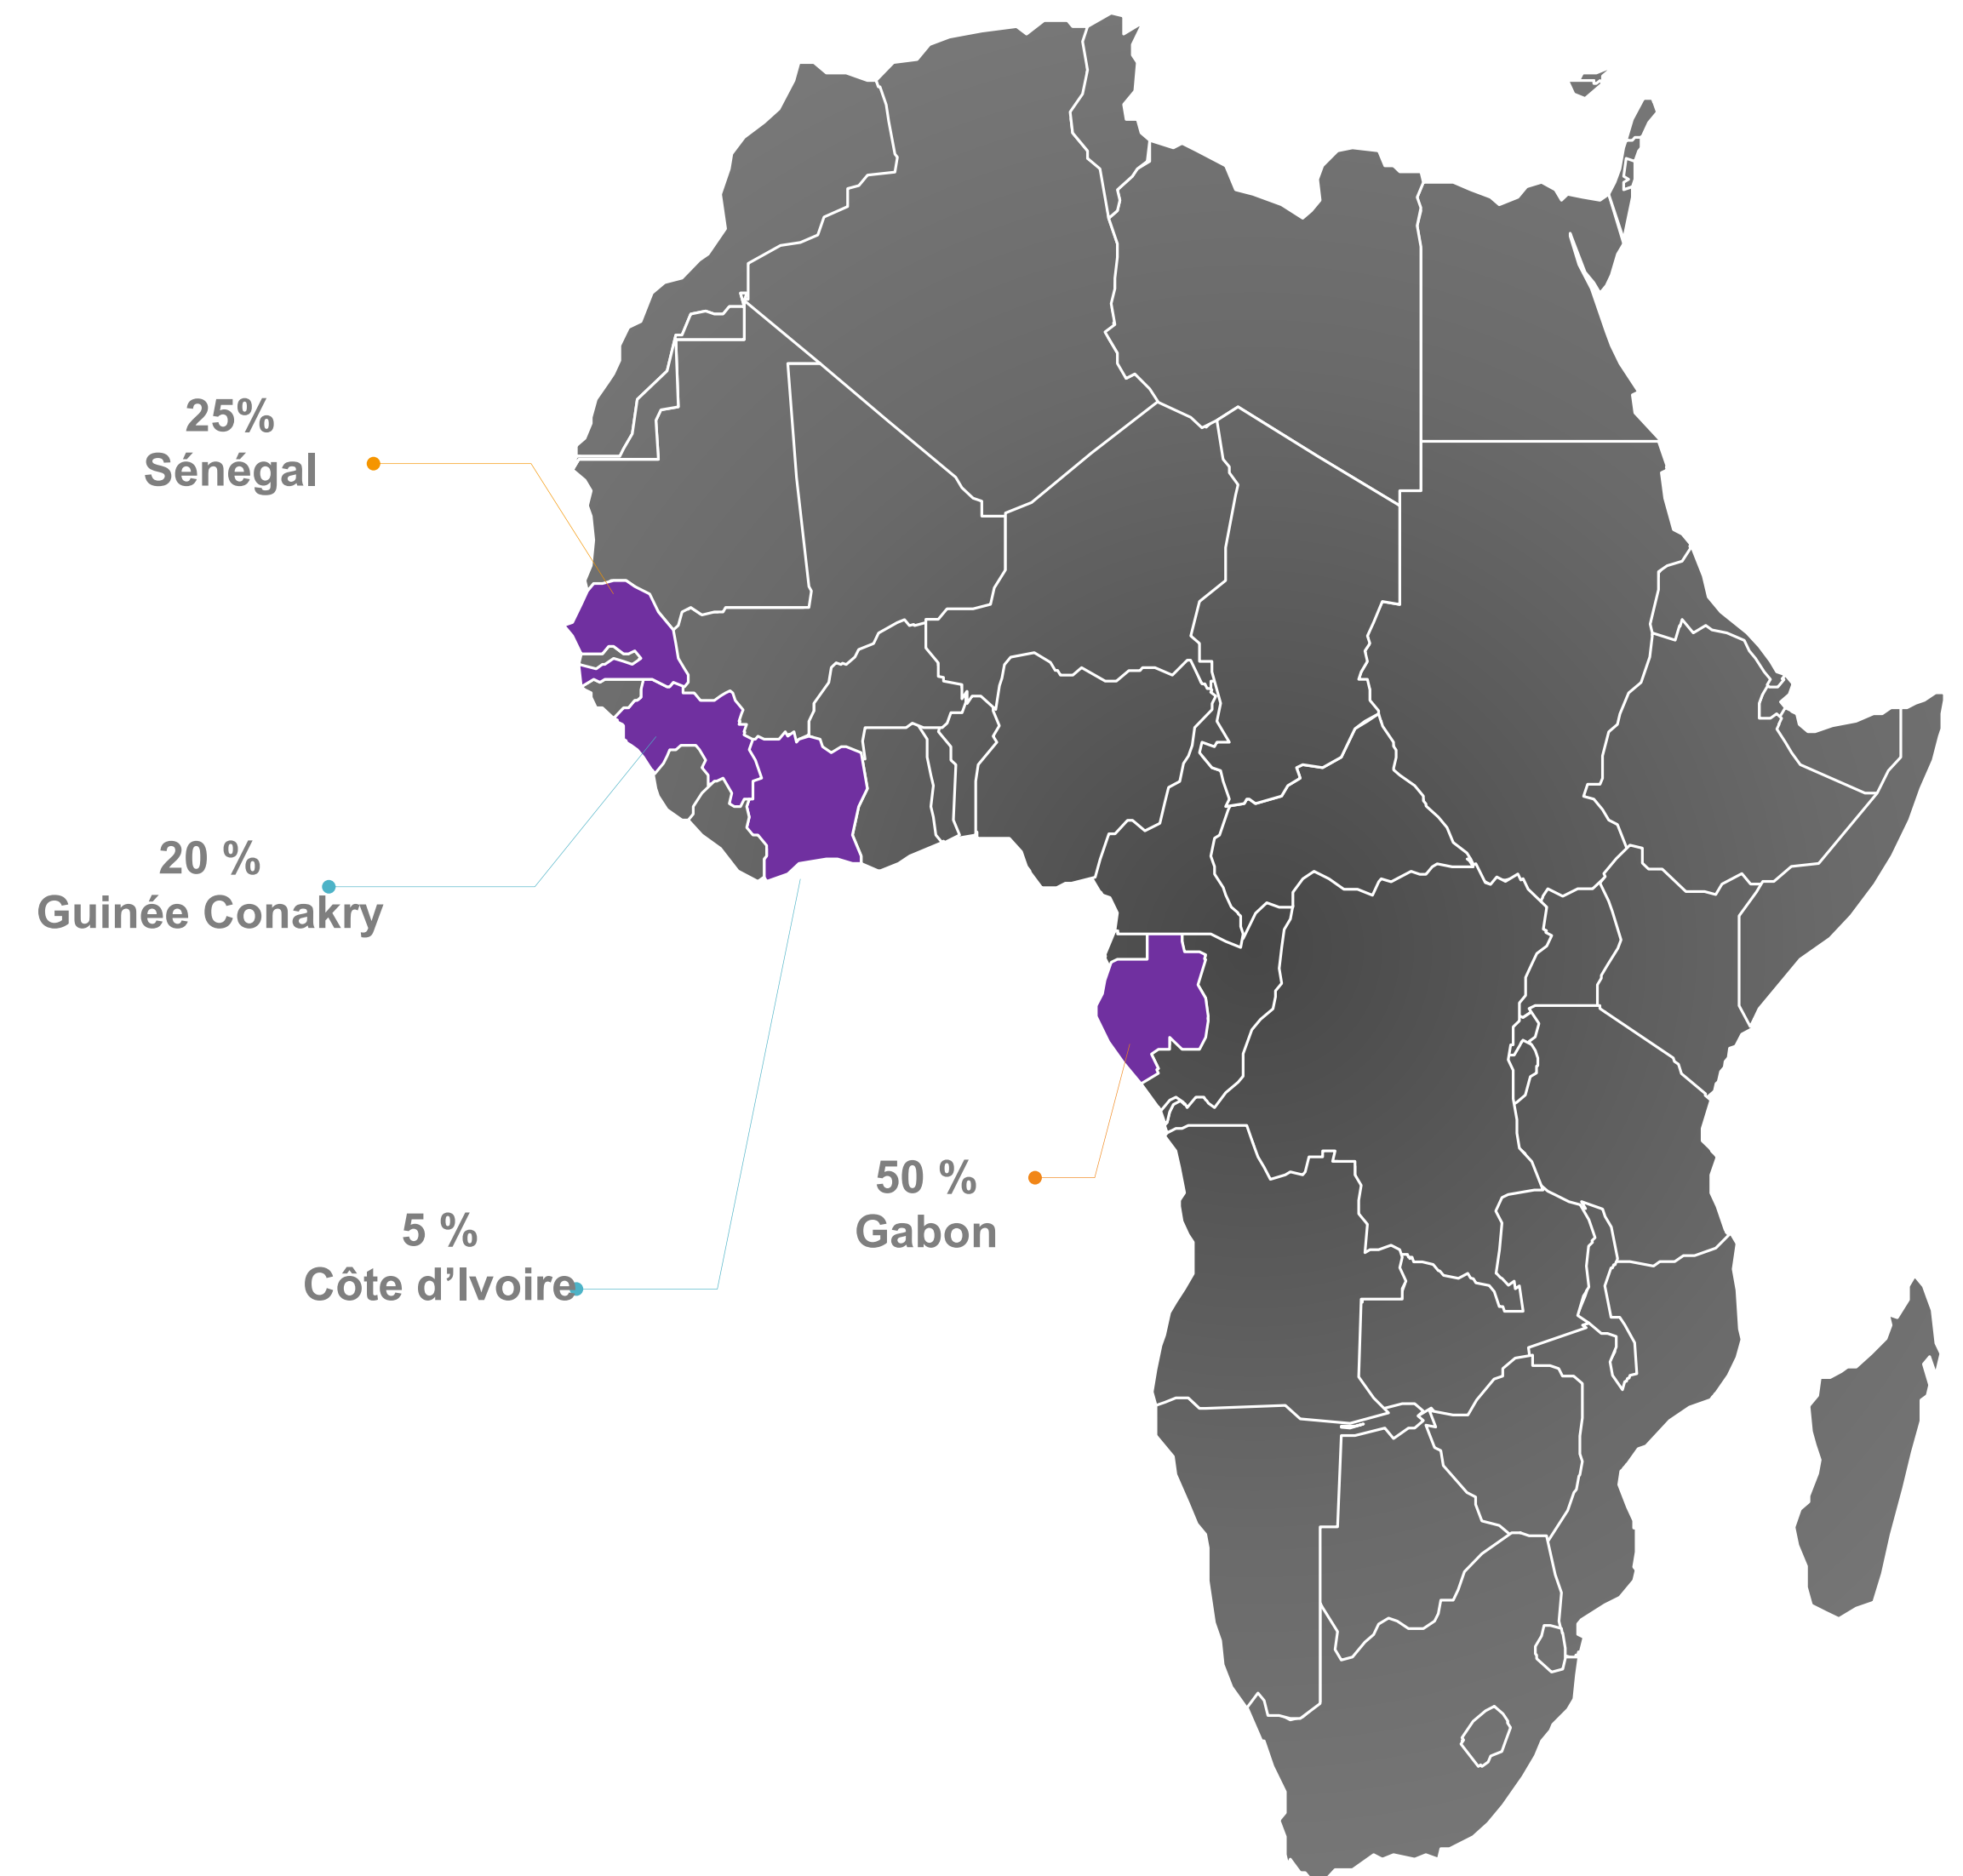 25%
Sénégal
20 %
Guinée Conakry
5 %
Côte d'Ivoire
50 %
Gabon